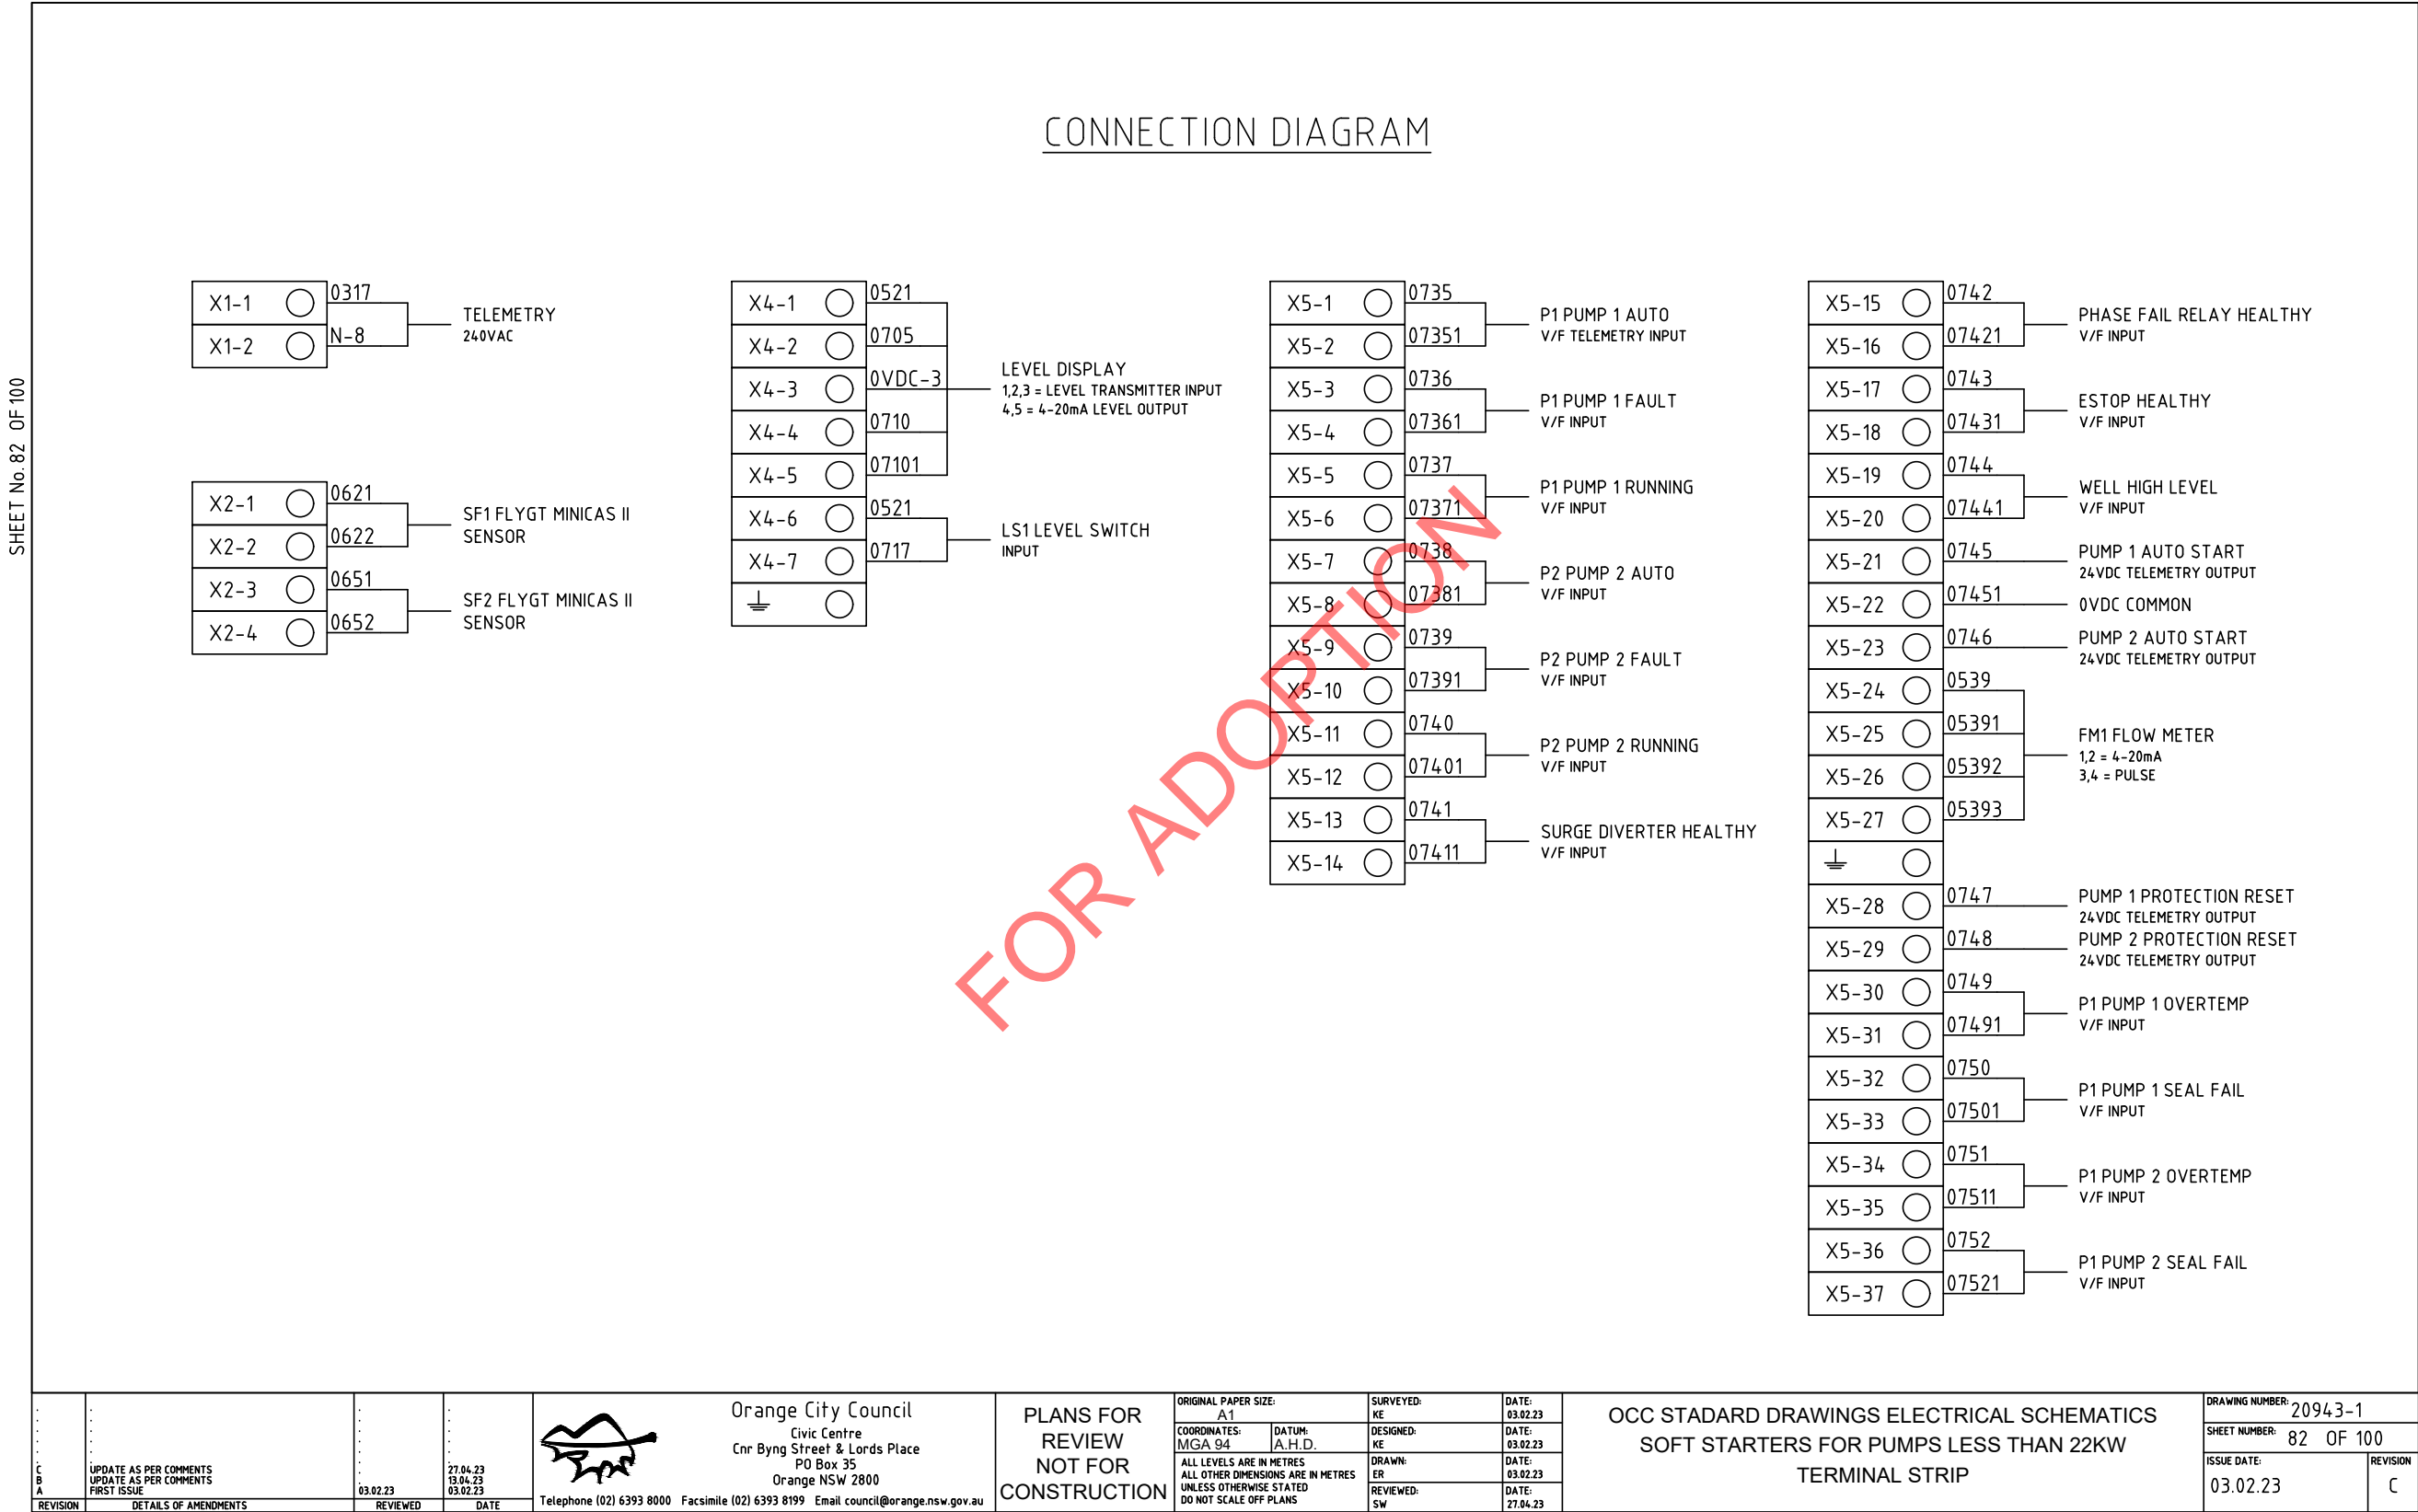 CONNECTION DIAGRAM
SHEET No. 82 OF 100
X1-1 0317
X1-2 N-8
TELEMETRY
240VAC
X2-1 0621
X2-2 0622
SF1 FLYGT MINICAS II
SENSOR
X2-3 0651
X2-4 0652
SF2 FLYGT MINICAS II
SENSOR
X4-1 0521
X4-2 0705
X4-3 0VDC-3
X4-4 0710
X4-5 07101
LEVEL DISPLAY
1,2,3 = LEVEL TRANSMITTER INPUT
4,5 = 4-20mA LEVEL OUTPUT
X4-6 0521
X4-7 0717
LS1 LEVEL SWITCH
INPUT
X5-1 0735
X5-2 07351
P1 PUMP 1 AUTO
V/F TELEMETRY INPUT
X5-3 0736
X5-4 07361
P1 PUMP 1 FAULT
V/F INPUT
X5-5 0737
X5-6 07371
P1 PUMP 1 RUNNING
V/F INPUT
X5-7 0738
X5-8 07381
P2 PUMP 2 AUTO
V/F INPUT
X5-9 0739
X5-10 07391
P2 PUMP 2 FAULT
V/F INPUT
X5-11 0740
X5-12 07401
P2 PUMP 2 RUNNING
V/F INPUT
X5-13 0741
X5-14 07411
SURGE DIVERTER HEALTHY
V/F INPUT
X5-15 0742
X5-16 07421
PHASE FAIL RELAY HEALTHY
V/F INPUT
X5-17 0743
X5-18 07431
ESTOP HEALTHY
V/F INPUT
X5-19 0744
X5-20 07441
WELL HIGH LEVEL
V/F INPUT
X5-21 0745
PUMP 1 AUTO START
24VDC TELEMETRY OUTPUT
X5-22 07451
0VDC COMMON
X5-23 0746
PUMP 2 AUTO START
24VDC TELEMETRY OUTPUT
X5-24 0539
X5-25 05391
X5-26 05392
X5-27 05393
FM1 FLOW METER
1,2 = 4-20mA
3,4 = PULSE
X5-28 0747
PUMP 1 PROTECTION RESET
24VDC TELEMETRY OUTPUT
X5-29 0748
PUMP 2 PROTECTION RESET
24VDC TELEMETRY OUTPUT
X5-30 0749
X5-31 07491
P1 PUMP 1 OVERTEMP
V/F INPUT
X5-32 0750
X5-33 07501
P1 PUMP 1 SEAL FAIL
V/F INPUT
X5-34 0751
X5-35 07511
P1 PUMP 2 OVERTEMP
V/F INPUT
X5-36 0752
X5-37 07521
P1 PUMP 2 SEAL FAIL
V/F INPUT
FOR ADOPTION
C UPDATE AS PER COMMENTS 27.04.23
B UPDATE AS PER COMMENTS 13.04.23
A FIRST ISSUE 03.02.23 03.02.23
REVISION DETAILS OF AMENDMENTS REVIEWED DATE
Orange City Council
Civic Centre
Cnr Byng Street & Lords Place
PO Box 35
Orange NSW 2800
Telephone (02) 6393 8000 Facsimile (02) 6393 8199 Email council@orange.nsw.gov.au
PLANS FOR
REVIEW
NOT FOR
CONSTRUCTION
ORIGINAL PAPER SIZE:
A1
COORDINATES:
MGA 94
DATUM:
A.H.D.
ALL LEVELS ARE IN METRES
ALL OTHER DIMENSIONS ARE IN METRES
UNLESS OTHERWISE STATED
DO NOT SCALE OFF PLANS
SURVEYED:
KE
DATE:
03.02.23
DESIGNED:
KE
DATE:
03.02.23
DRAWN:
ER
DATE:
03.02.23
REVIEWED:
SW
DATE:
27.04.23
OCC STADARD DRAWINGS ELECTRICAL SCHEMATICS
SOFT STARTERS FOR PUMPS LESS THAN 22KW
TERMINAL STRIP
DRAWING NUMBER: 20943-1
SHEET NUMBER: 82 OF 100
ISSUE DATE:
03.02.23
REVISION
C